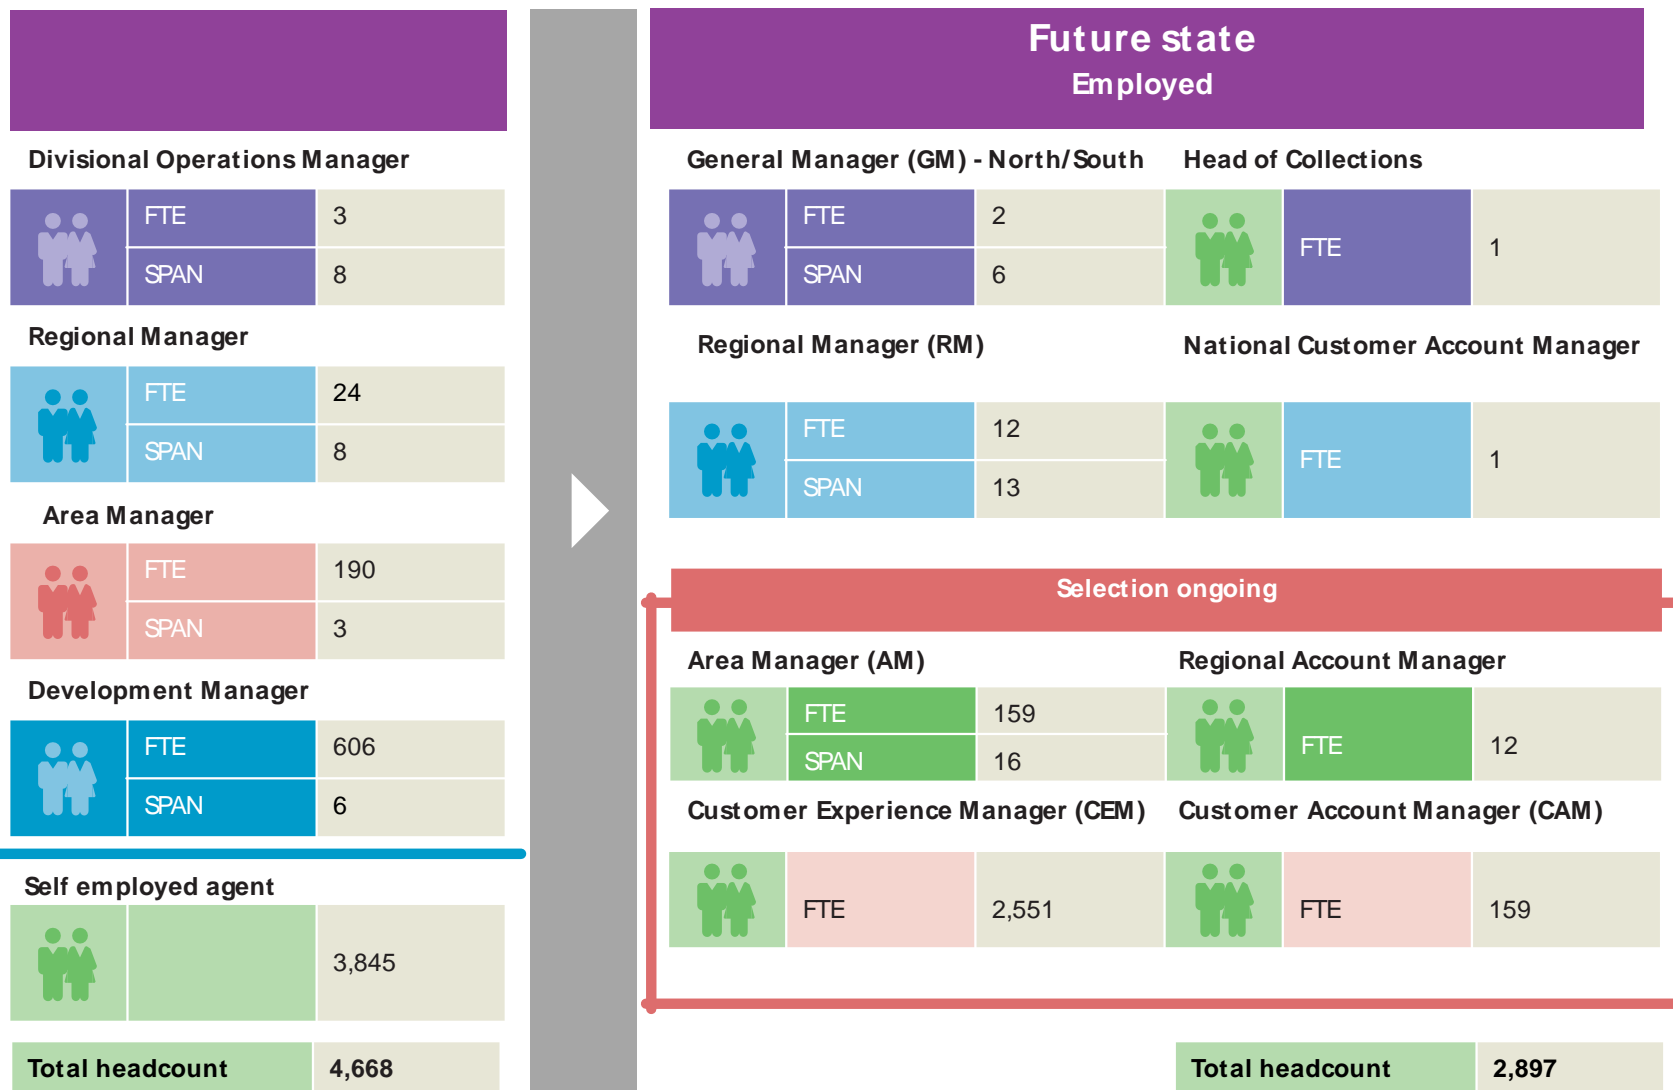 Divisional Operations Manager
FTE 3
SPAN 8
Regional Manager
FTE 24
SPAN 8
Area Manager
FTE 190
SPAN 3
Development Manager
FTE 606
SPAN 6
Self employed agent
3,845
Total headcount 4,668
Future state
Employed
General Manager (GM) - North/South
FTE 2
SPAN 6
Head of Collections
FTE 1
Regional Manager (RM)
FTE 12
SPAN 13
National Customer Account Manager
FTE 1
Selection ongoing
Area Manager (AM)
FTE 159
SPAN 16
Regional Account Manager
FTE 12
Customer Experience Manager (CEM)
FTE 2,551
Customer Account Manager (CAM)
FTE 159
Total headcount 2,897